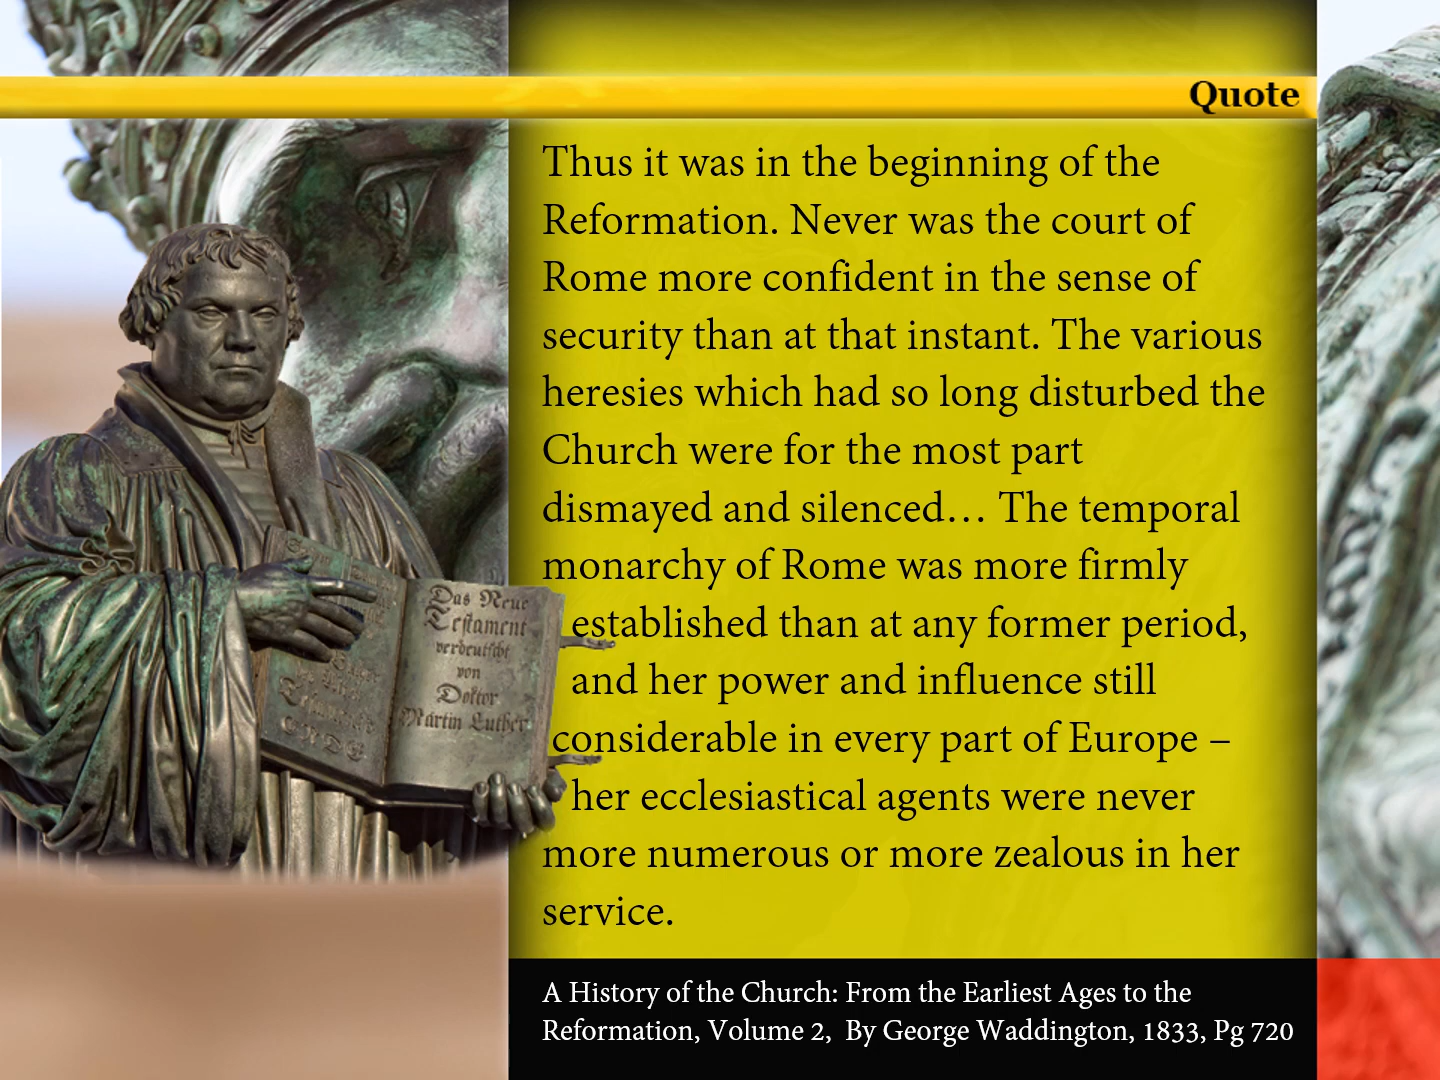 Quote
Thus it was in the beginning of the
Reformation. Never was the court of
Rome more confident in the sense of
security than at that instant. The various
heresies which had so long disturbed the
Church were for the most part
dismayed and silenced… The temporal
monarchy of Rome was more firmly
established than at any former period,
and her power and influence still
considerable in every part of Europe –
her ecclesiastical agents were never
more numerous or more zealous in her
service.
A History of the Church: From the Earliest Ages to the
Reformation, Volume 2, By George Waddington, 1833, Pg 720
Das Neue
Testament
verdeutscht
von
Doktor
Martin Luther